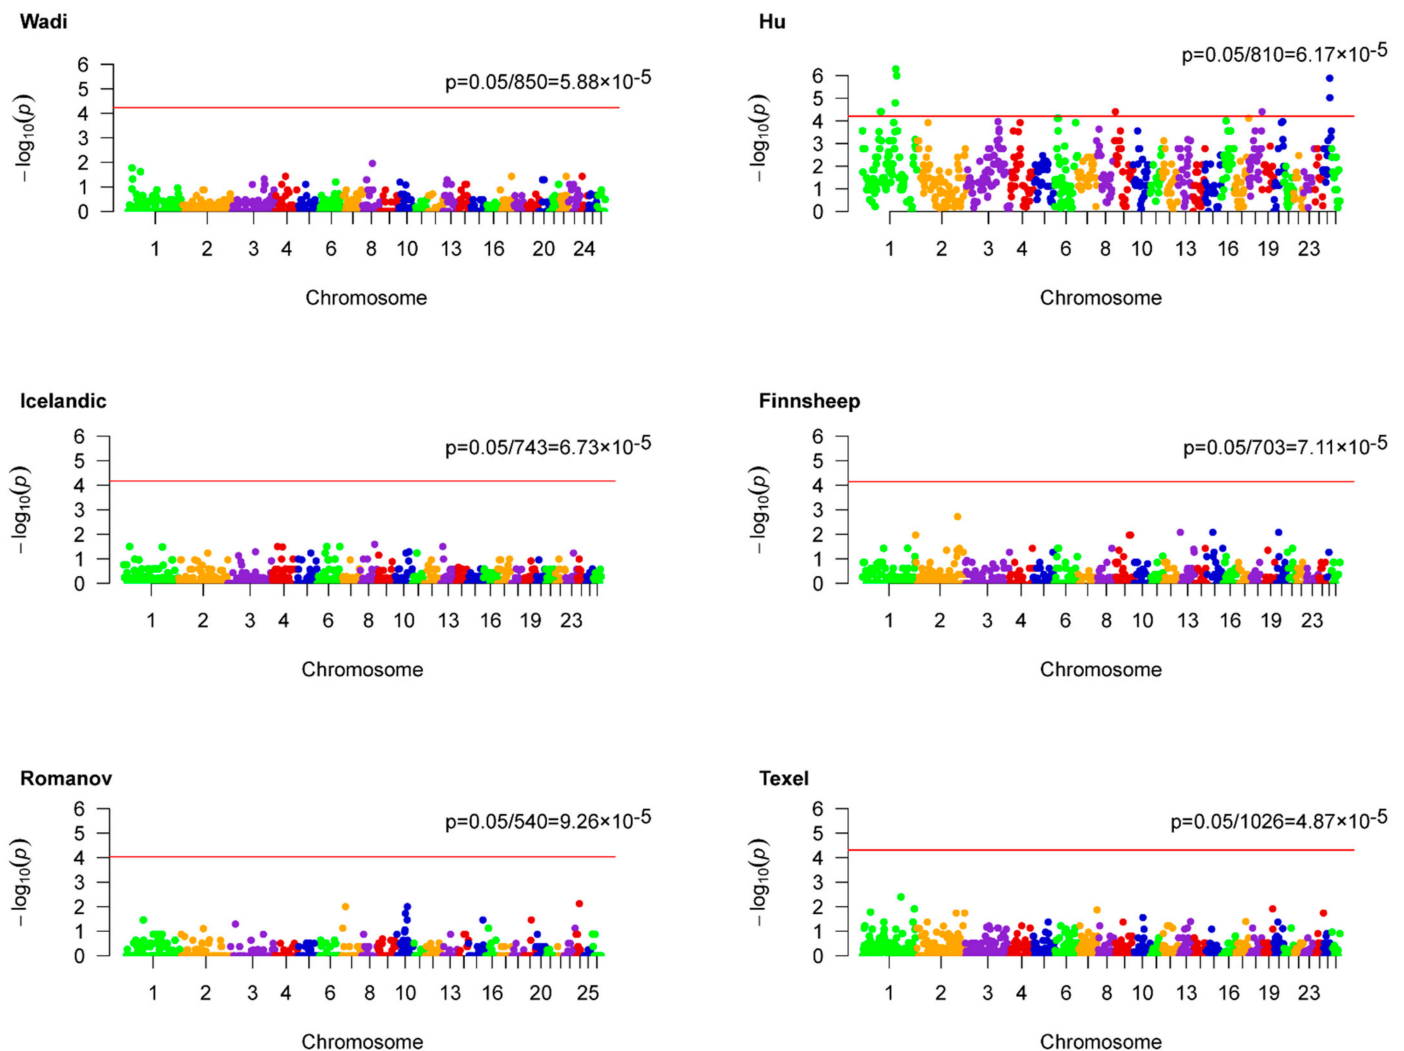 Wadi
p=0.05/850=5.88×10-5
− log10(p)
6
5
4
3
2
1
0
1 2 3 4 6 8 10 13 16 20 24
Chromosome
Hu
p=0.05/810=6.17×10-5
− log10(p)
6
5
4
3
2
1
0
1 2 3 4 6 8 10 13 16 19 23
Chromosome
Icelandic
p=0.05/743=6.73×10-5
− log10(p)
6
5
4
3
2
1
0
1 2 3 4 6 8 10 13 16 19 23
Chromosome
Finnsheep
p=0.05/703=7.11×10-5
− log10(p)
6
5
4
3
2
1
0
1 2 3 4 6 8 10 13 16 19 23
Chromosome
Romanov
p=0.05/540=9.26×10-5
− log10(p)
6
5
4
3
2
1
0
1 2 3 4 6 8 10 13 16 20 25
Chromosome
Texel
p=0.05/1026=4.87×10-5
− log10(p)
6
5
4
3
2
1
0
1 2 3 4 6 8 10 13 16 19 23
Chromosome